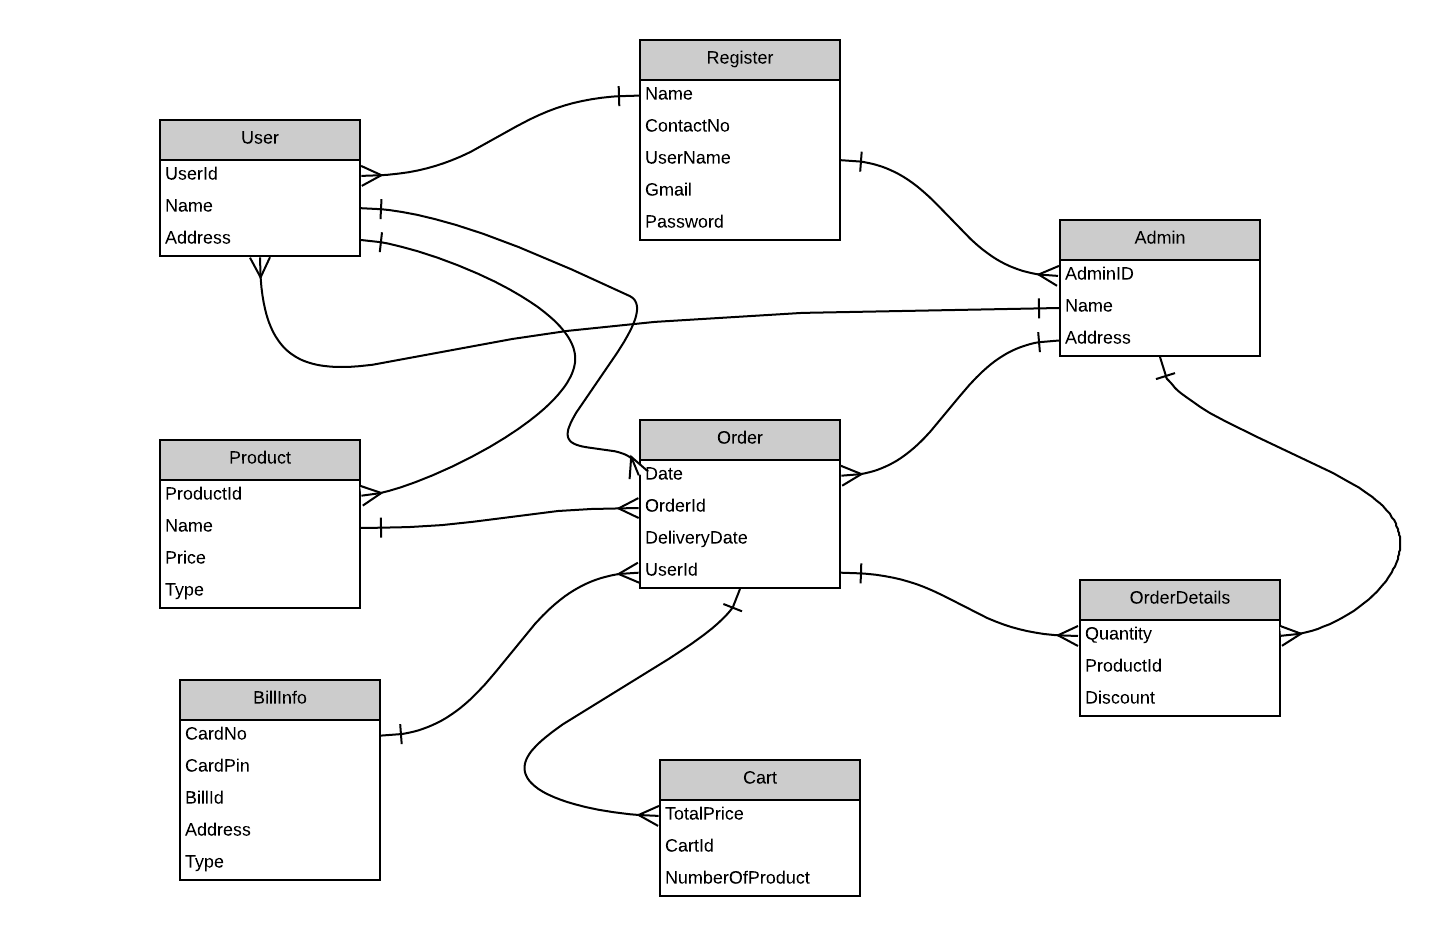 Register
Name
ContactNo
UserName
Gmail
Password
User
UserId
Name
Address
Admin
AdminID
Name
Address
Product
ProductId
Name
Price
Type
Order
Date
OrderId
DeliveryDate
UserId
OrderDetails
Quantity
ProductId
Discount
BillInfo
CardNo
CardPin
BillId
Address
Type
Cart
TotalPrice
CartId
NumberOfProduct